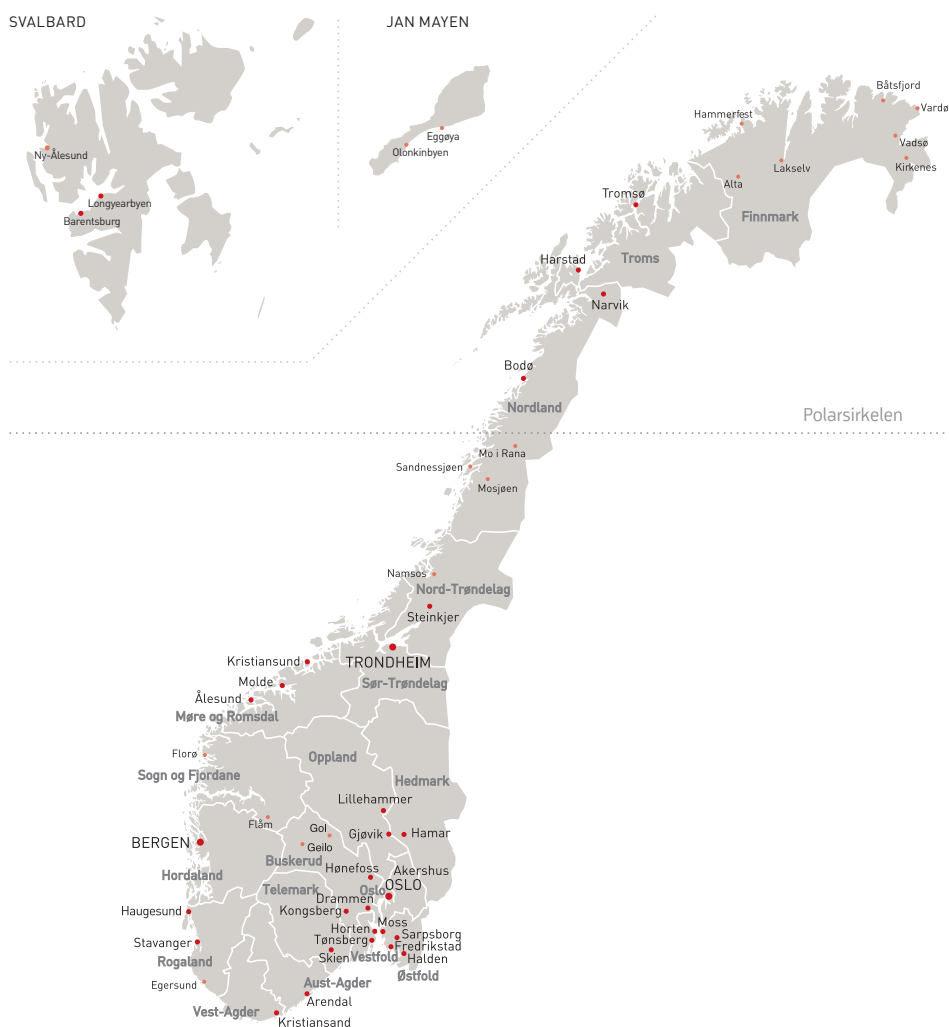 SVALBARD
JAN MAYEN
Båtsfjord
Vardø
Hammerfest
Eggøya
Vadsø
Olonkinbyen
Ny-Ålesund
Kirkenes
Lakselv
Alta
Tromsø
Longyearbyen
Finnmark
Barentsburg
Harstad
Troms
Narvik
Bodø
Nordland
Polarsirkelen
Mo i Rana
Sandnessjøen
Mosjøen
Namsos
Nord-Trøndelag
Steinkjer
Kristiansund
TRONDHEIM
Molde
Sør-Trøndelag
Ålesund
Møre og Romsdal
Florø
Oppland
Sogn og Fjordane
Hedmark
Lillehammer
Flåm
Gol
Gjøvik
Hamar
BERGEN
Geilo
Buskerud
Hønefoss
Akershus
Hordaland
OSLO
Telemark
Oslo
Drammen
Haugesund
Kongsberg
Moss
Horten
Sarpsborg
Stavanger
Tønsberg
Fredrikstad
Skien
Vestfold
Halden
Rogaland
Østfold
Egersund
Aust-Agder
Arendal
Vest-Agder
Kristiansand